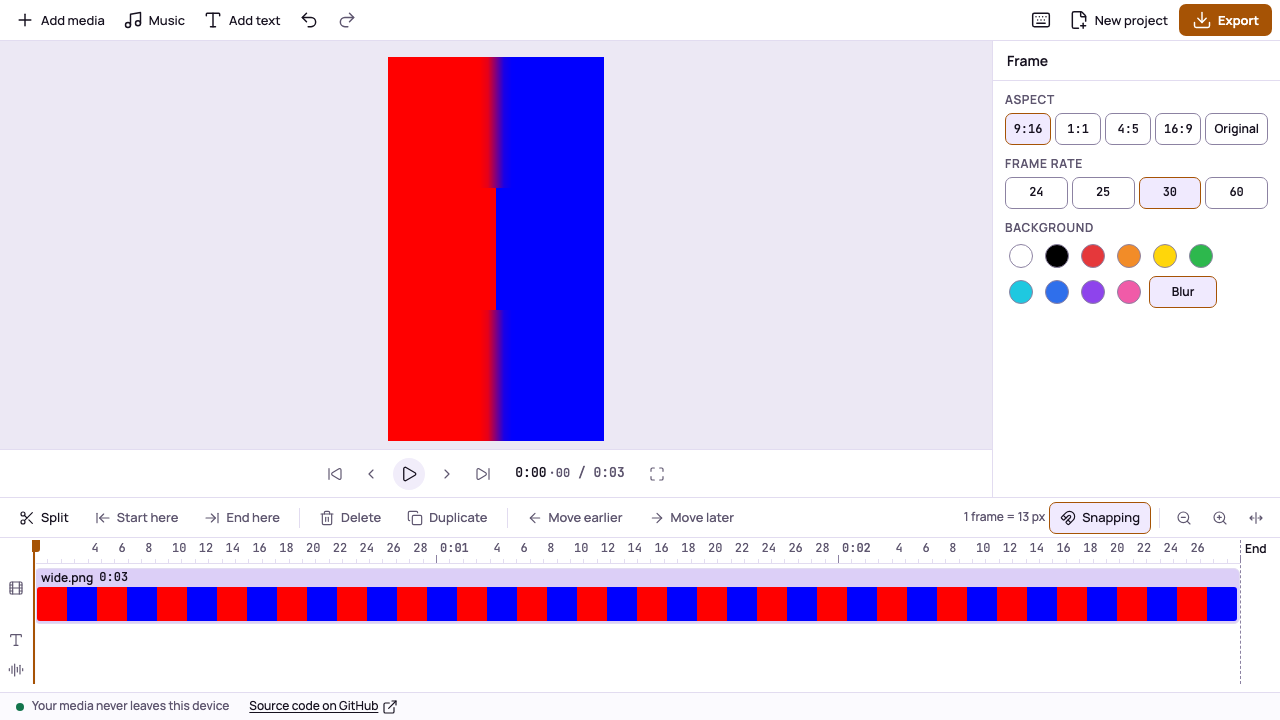 Add media Music Add text New project Export
Frame
ASPECT
9:16 1:1 4:5 16:9 Original
FRAME RATE
24 25 30 60
BACKGROUND
Blur
0:00·00 / 0:03
Split Start here End here Delete Duplicate Move earlier Move later 1 frame = 13 px Snapping
4 6 8 10 12 14 16 18 20 22 24 26 28 0:01 4 6 8 10 12 14 16 18 20 22 24 26 28 0:02 4 6 8 10 12 14 16 18 20 22 24 26 End
wide.png 0:03
Your media never leaves this device Source code on GitHub